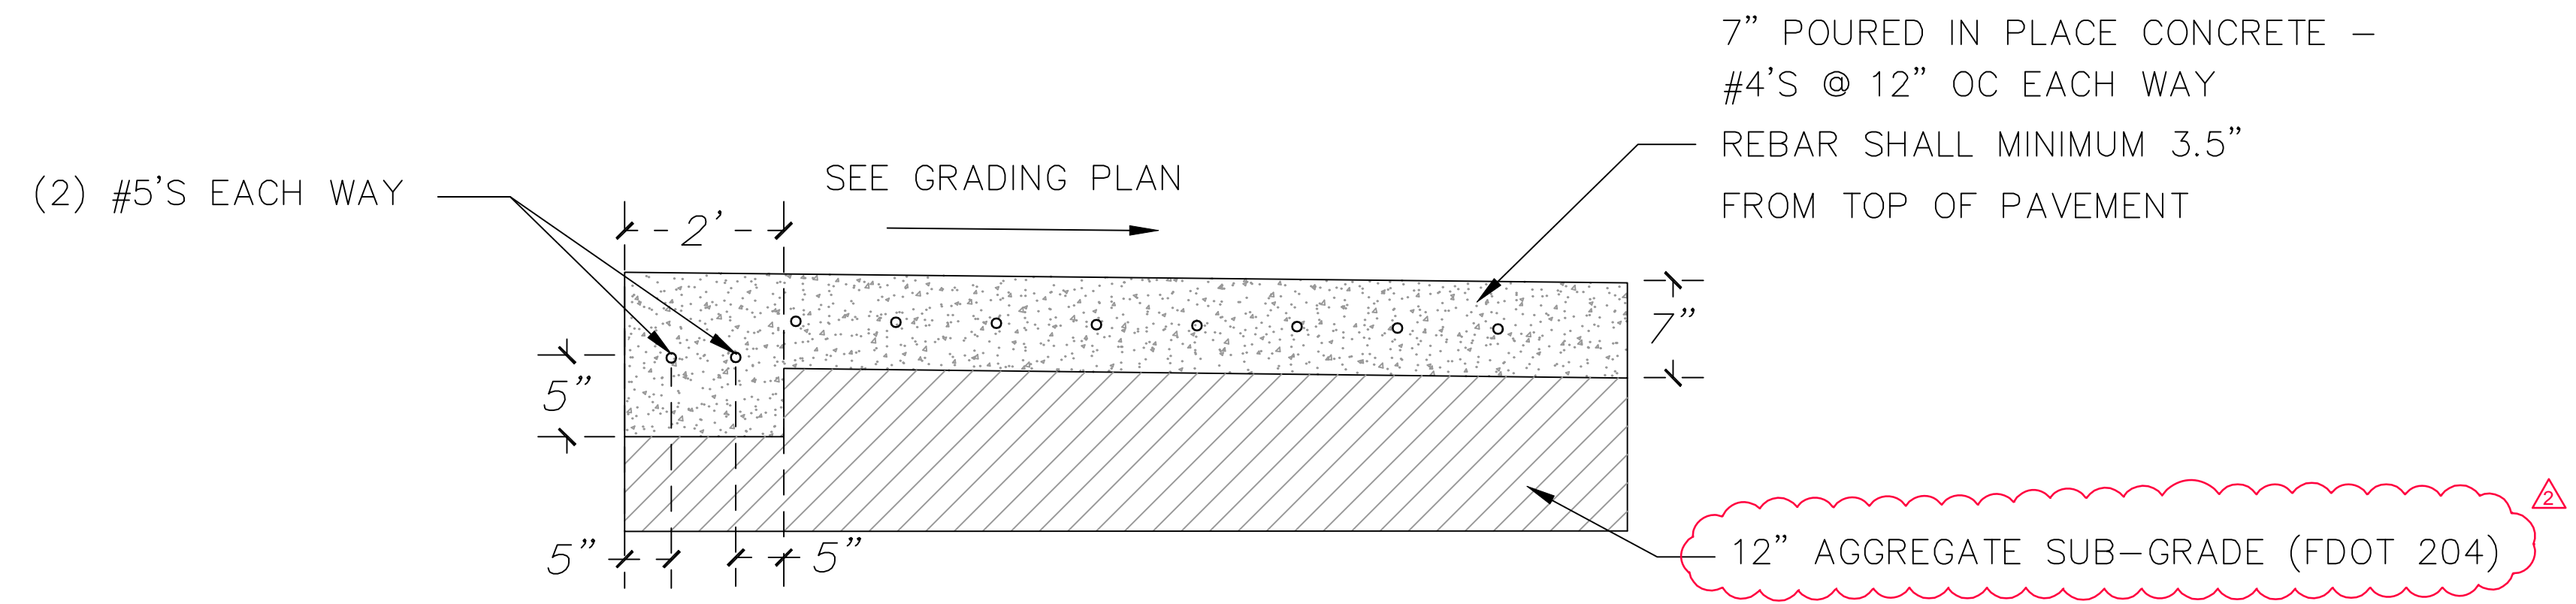 7" POURED IN PLACE CONCRETE –
#4'S @ 12" OC EACH WAY
REBAR SHALL MINIMUM 3.5"
FROM TOP OF PAVEMENT
(2) #5'S EACH WAY
SEE GRADING PLAN
2'
7"
5"
5"
5"
12" AGGREGATE SUB–GRADE (FDOT 204)
2